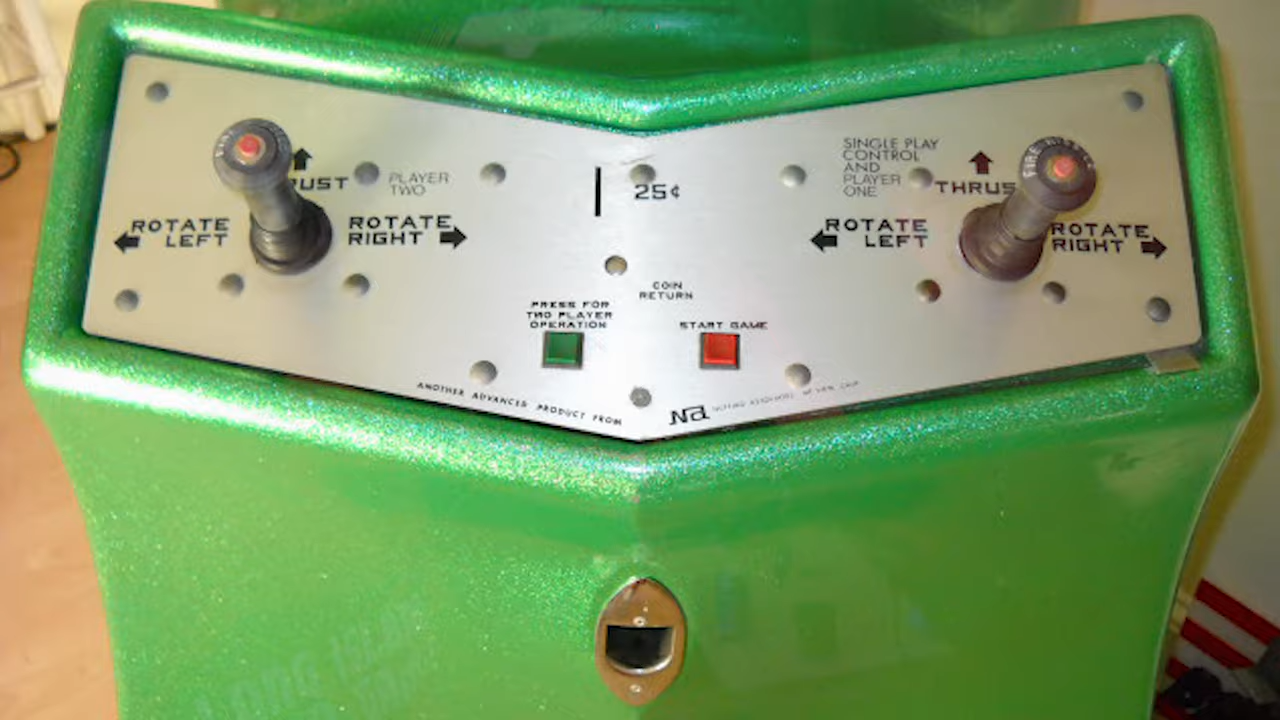 RUST
PLAYER
TWO
ROTATE
LEFT
ROTATE
RIGHT
25¢
COIN
RETURN
PRESS FOR
TWO PLAYER
OPERATION
START GAME
SINGLE PLAY
CONTROL
AND
PLAYER
ONE
THRUS
FIRE
ROTATE
LEFT
ROTATE
RIGHT
ANOTHER ADVANCED PRODUCT FROM
Na